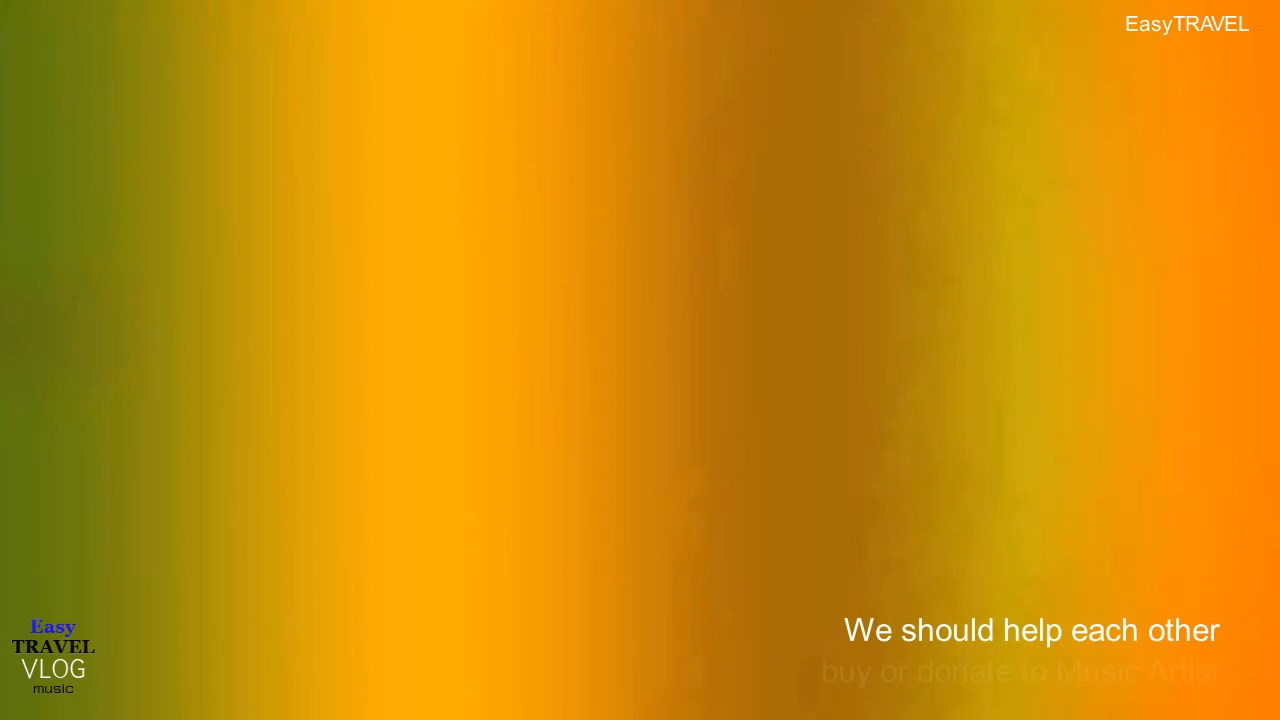 EasyTRAVEL
We should help each other
buy or donate to Music Artist
Easy
TRAVEL
VLOG
music